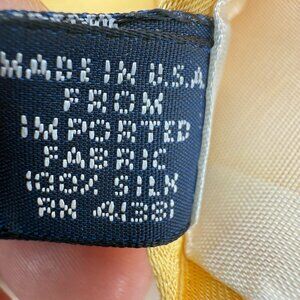 MADE IN U.S.A.
FROM
IMPORTED
FABRIC
100% SILK
RN 41381